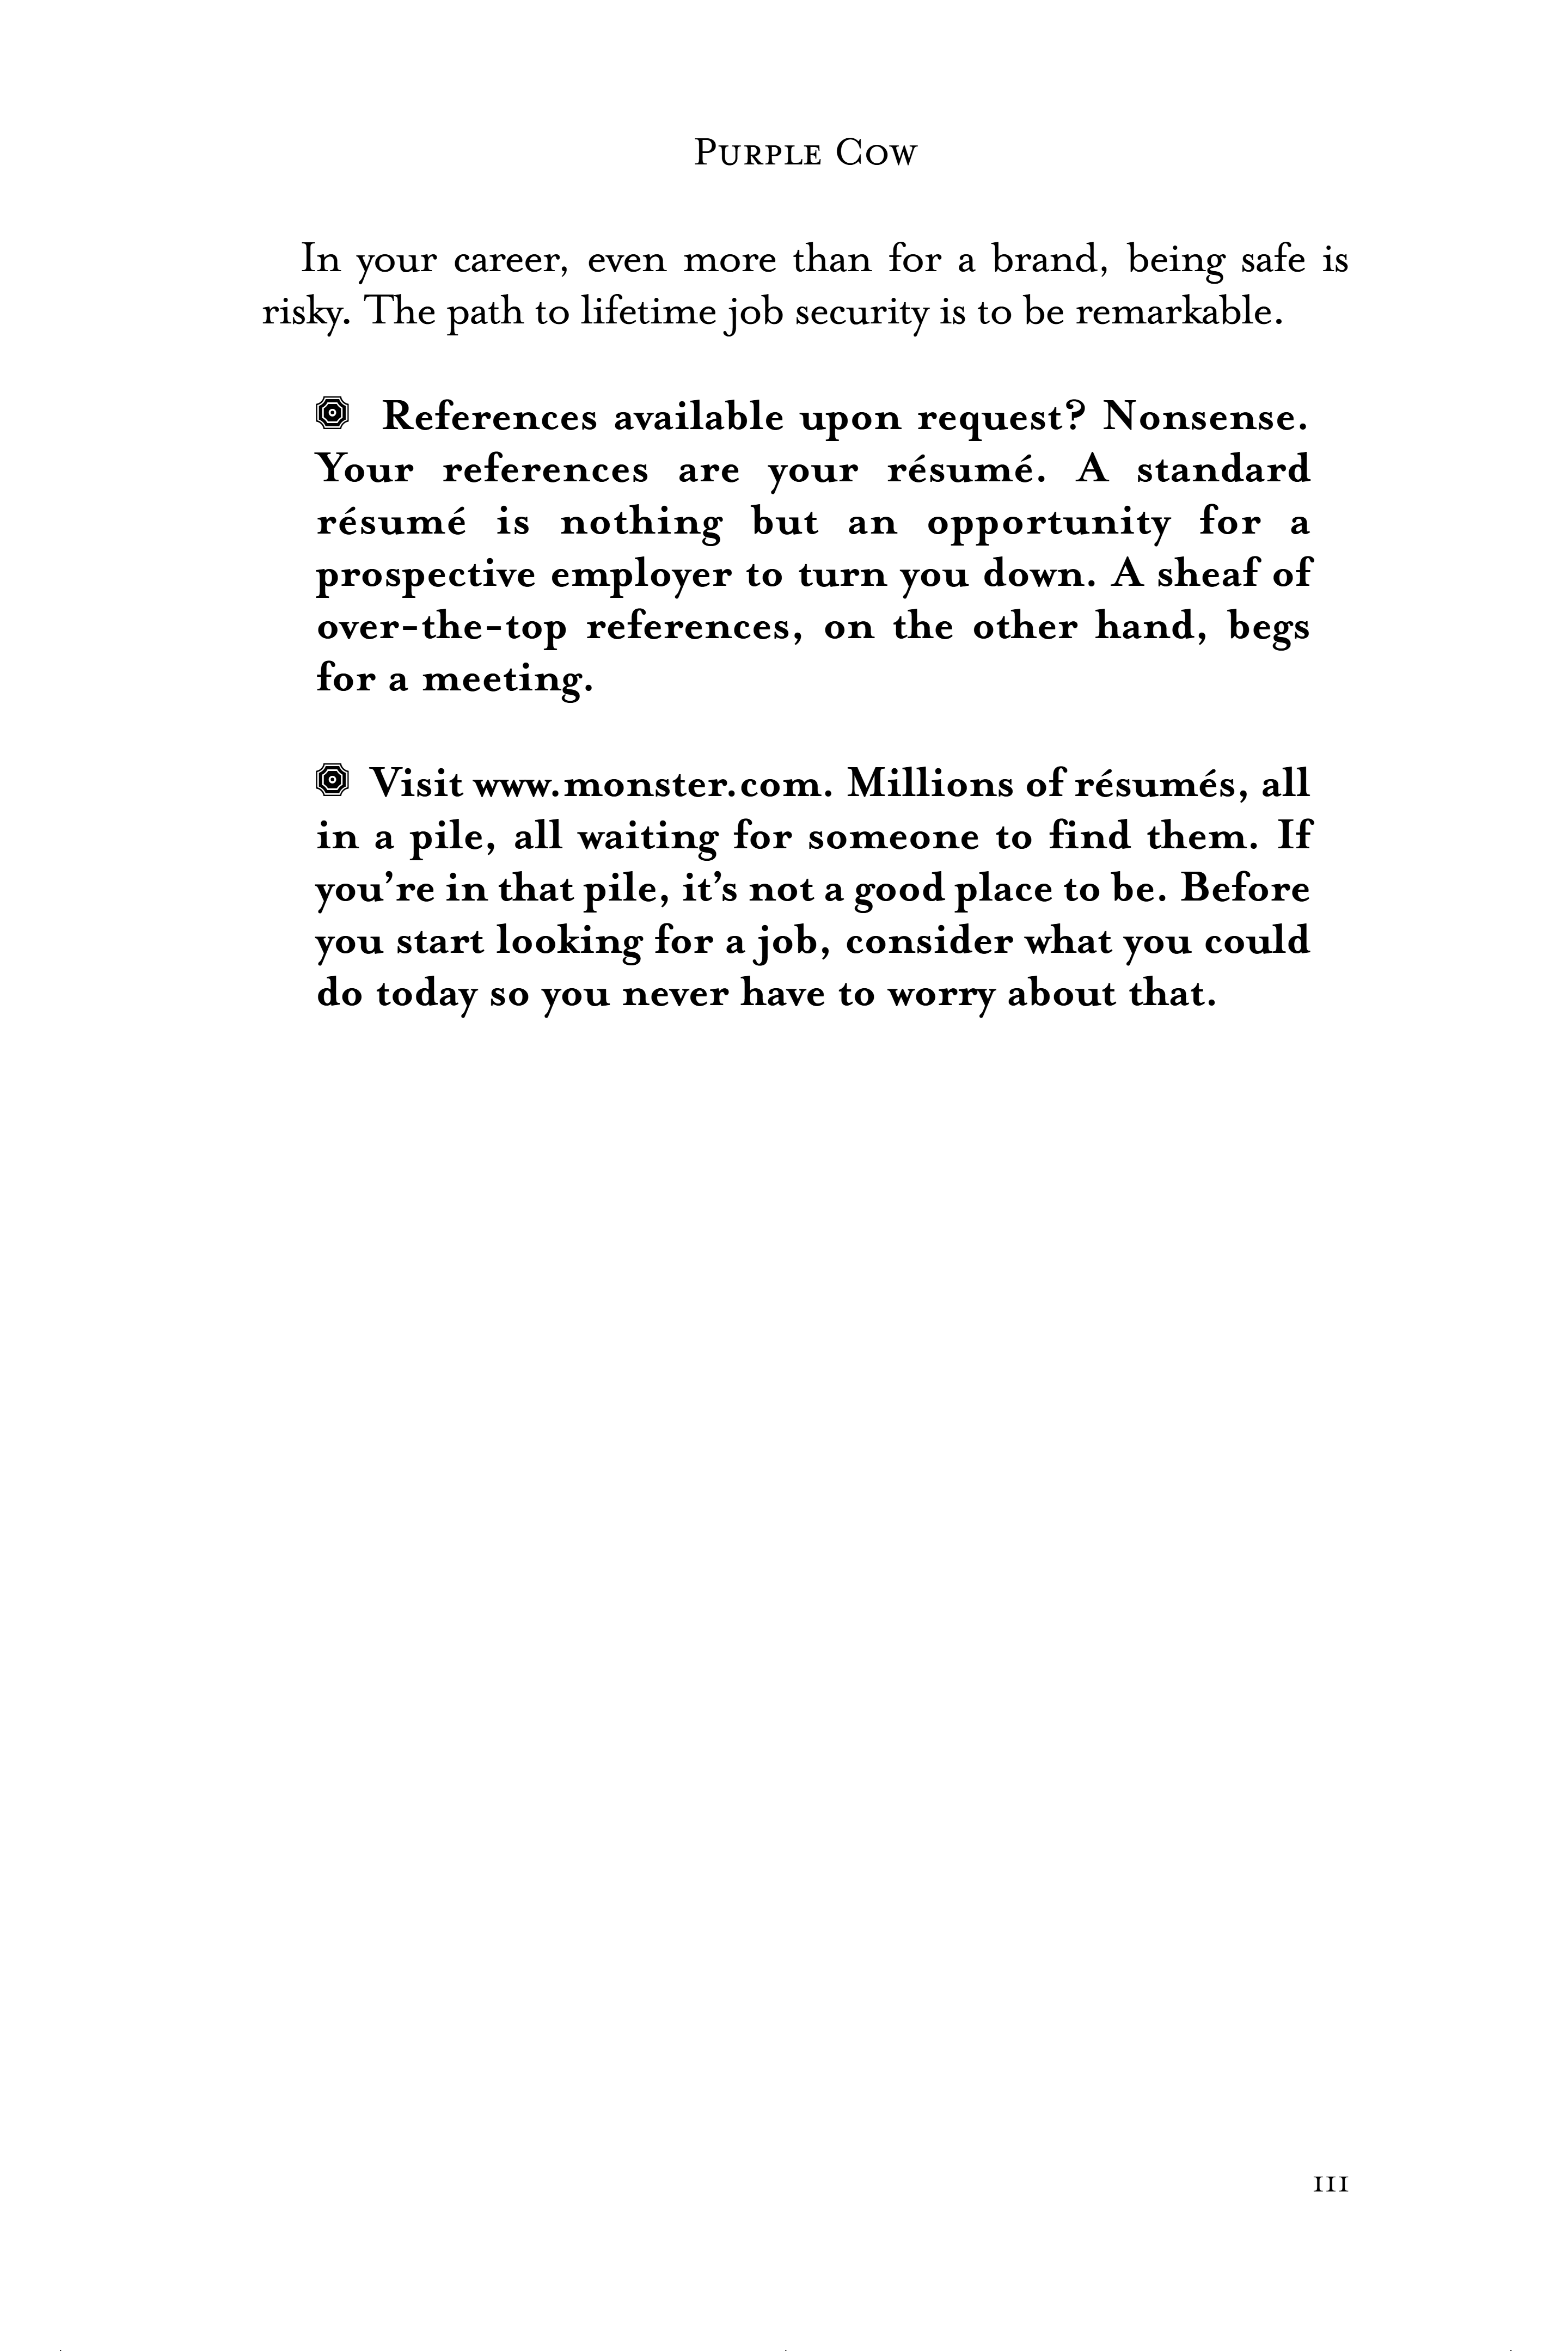 Purple Cow
In your career, even more than for a brand, being safe is
risky. The path to lifetime job security is to be remarkable.
References available upon request? Nonsense.
Your references are your résumé. A standard
résumé is nothing but an opportunity for a
prospective employer to turn you down. A sheaf of
over-the-top references, on the other hand, begs
for a meeting.
Visit www.monster.com. Millions of résumés, all
in a pile, all waiting for someone to find them. If
you’re in that pile, it’s not a good place to be. Before
you start looking for a job, consider what you could
do today so you never have to worry about that.
111